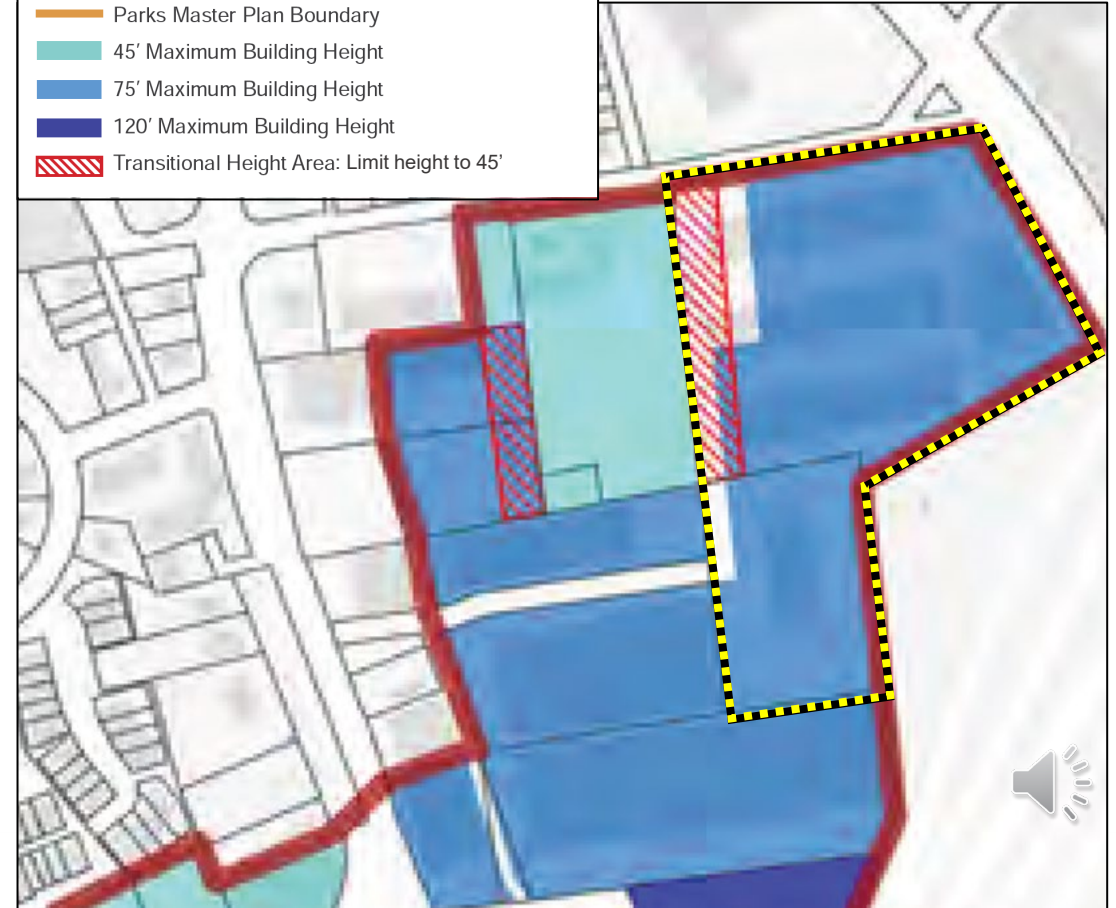 Parks Master Plan Boundary
45’ Maximum Building Height
75’ Maximum Building Height
120’ Maximum Building Height
Transitional Height Area: Limit height to 45’